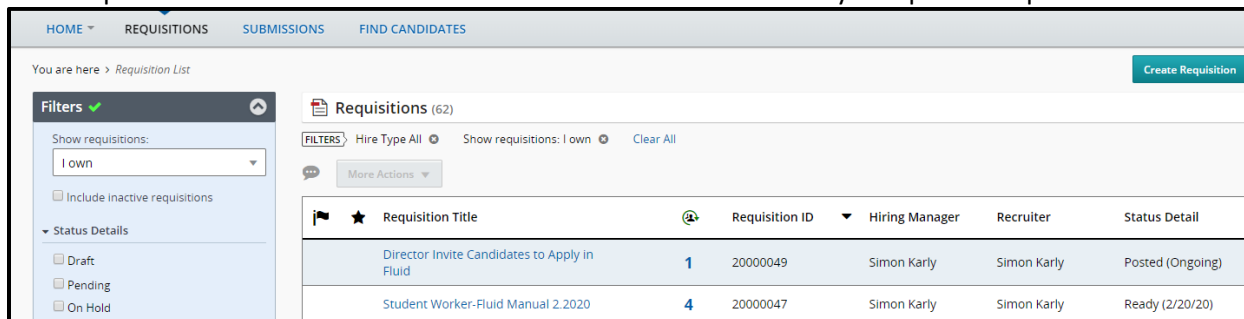 HOME REQUISITIONS SUBMISSIONS FIND CANDIDATES
You are here > Requisition List
Create Requisition
Filters
Show requisitions:
I own
Include inactive requisitions
Status Details
Draft
Pending
On Hold
Requisitions (62)
FILTERS Hire Type All Show requisitions: I own Clear All
More Actions
Requisition Title Requisition ID Hiring Manager Recruiter Status Detail
Director Invite Candidates to Apply in
Fluid 1 20000049 Simon Karly Simon Karly Posted (Ongoing)
Student Worker-Fluid Manual 2.2020 4 20000047 Simon Karly Simon Karly Ready (2/20/20)